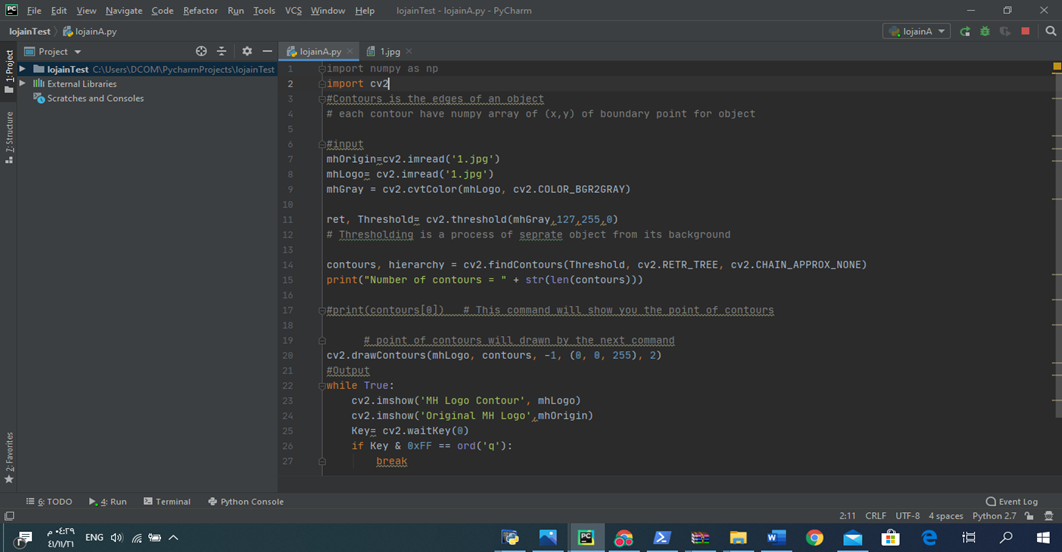 File Edit View Navigate Code Refactor Run Tools VCS Window Help lojainTest - lojainA.py - PyCharm
lojainTest lojainA.py lojainA
Project lojainA.py 1.jpg
1: Project
7: Structure
2: Favorites
lojainTest C:\Users\DCOM\PycharmProjects\lojainTest
External Libraries
Scratches and Consoles
1 import numpy as np
2 import cv2
3 #Contours is the edges of an object
4 # each contour have numpy array of (x,y) of boundary point for object
5
6 #input
7 mhOrigin=cv2.imread('1.jpg')
8 mhLogo= cv2.imread('1.jpg')
9 mhGray = cv2.cvtColor(mhLogo, cv2.COLOR_BGR2GRAY)
10
11 ret, Threshold= cv2.threshold(mhGray,127,255,0)
12 # Thresholding is a process of seprate object from its background
13
14 contours, hierarchy = cv2.findContours(Threshold, cv2.RETR_TREE, cv2.CHAIN_APPROX_NONE)
15 print("Number of contours = " + str(len(contours)))
16
17 #print(contours[0]) # This command will show you the point of contours
18
19 # point of contours will drawn by the next command
20 cv2.drawContours(mhLogo, contours, -1, (0, 0, 255), 2)
21 #Output
22 while True:
23 cv2.imshow('MH Logo Contour', mhLogo)
24 cv2.imshow('Original MH Logo',mhOrigin)
25 Key= cv2.waitKey(0)
26 if Key & 0xFF == ord('q'):
27 break
6: TODO 4: Run Terminal Python Console Event Log
2:11 CRLF UTF-8 4 spaces Python 2.7
ENG